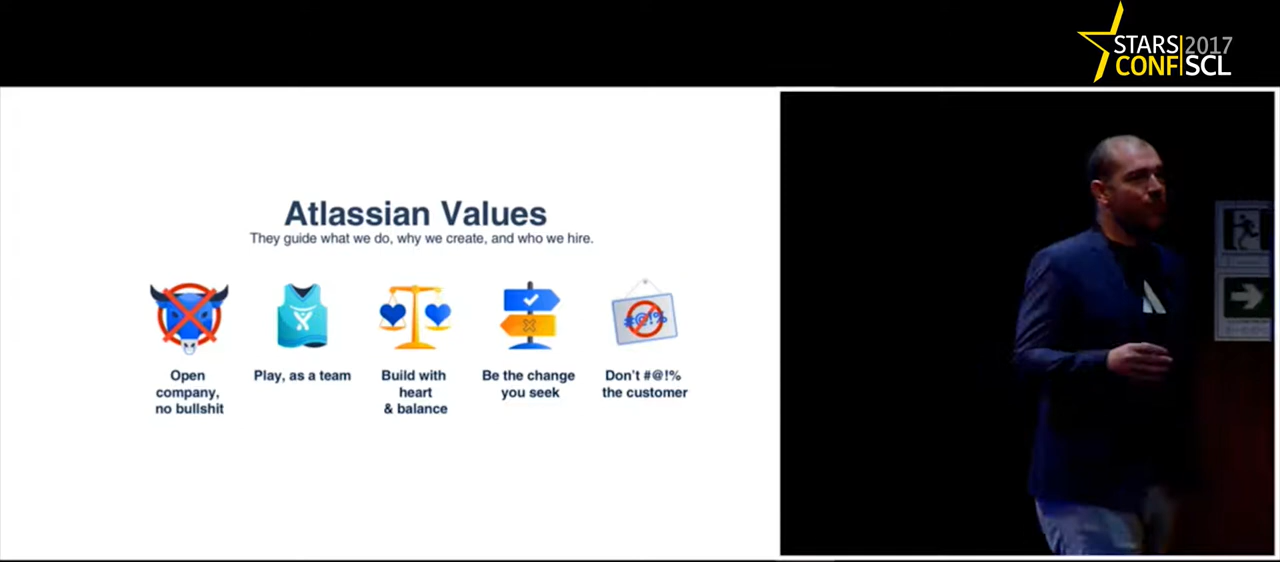 STARS 2017
CONF SCL
Atlassian Values
They guide what we do, why we create, and who we hire.
#@!%
Open
company,
no bullshit
Play, as a team
Build with
heart
& balance
Be the change
you seek
Don't #@!%
the customer